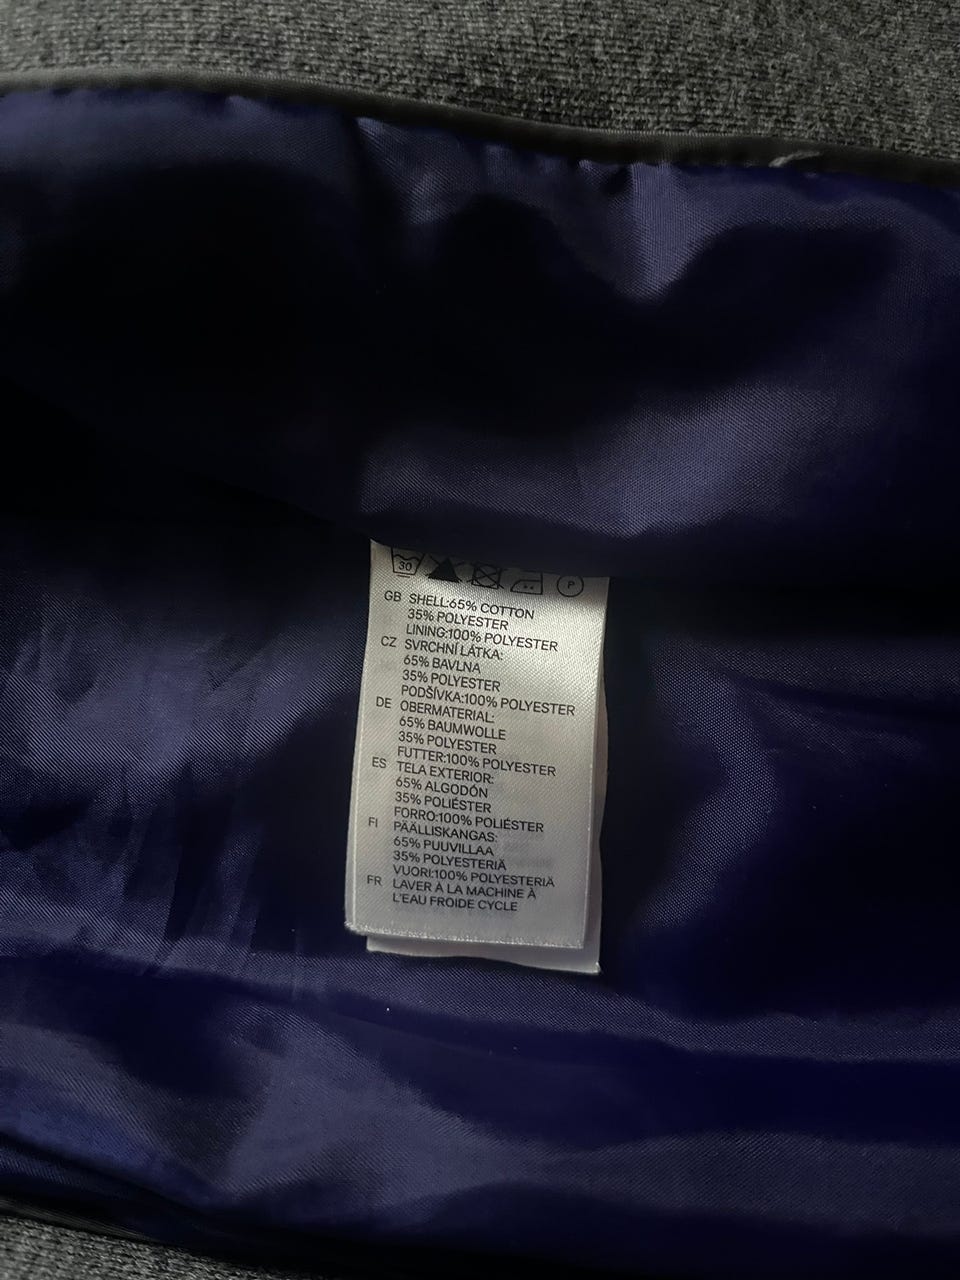 30 P
GB SHELL:65% COTTON
35% POLYESTER
LINING:100% POLYESTER
CZ SVRCHNÍ LÁTKA:
65% BAVLNA
35% POLYESTER
PODŠÍVKA:100% POLYESTER
DE OBERMATERIAL:
65% BAUMWOLLE
35% POLYESTER
FUTTER:100% POLYESTER
ES TELA EXTERIOR:
65% ALGODÓN
35% POLIÉSTER
FORRO:100% POLIÉSTER
FI PÄÄLLISKANGAS:
65% PUUVILLAA
35% POLYESTERIÄ
VUORI:100% POLYESTERIÄ
FR LAVER À LA MACHINE À
L'EAU FROIDE CYCLE